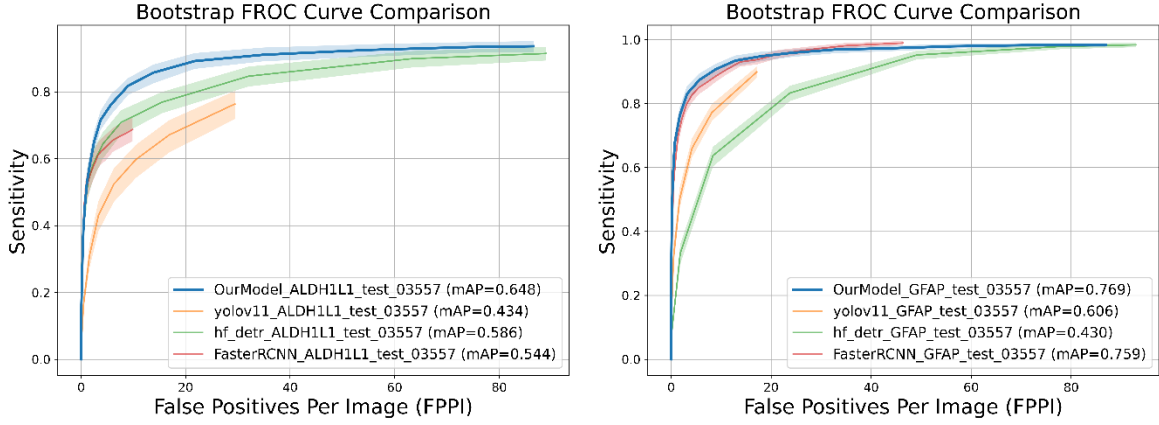 Bootstrap FROC Curve Comparison
Sensitivity
0.8
0.6
0.4
0.2
0.0
OurModel_ALDH1L1_test_03557 (mAP=0.648)
yolov11_ALDH1L1_test_03557 (mAP=0.434)
hf_detr_ALDH1L1_test_03557 (mAP=0.586)
FasterRCNN_ALDH1L1_test_03557 (mAP=0.544)
0 20 40 60 80
False Positives Per Image (FPPI)
Bootstrap FROC Curve Comparison
Sensitivity
1.0
0.8
0.6
0.4
0.2
0.0
OurModel_GFAP_test_03557 (mAP=0.769)
yolov11_GFAP_test_03557 (mAP=0.606)
hf_detr_GFAP_test_03557 (mAP=0.430)
FasterRCNN_GFAP_test_03557 (mAP=0.759)
0 20 40 60 80
False Positives Per Image (FPPI)